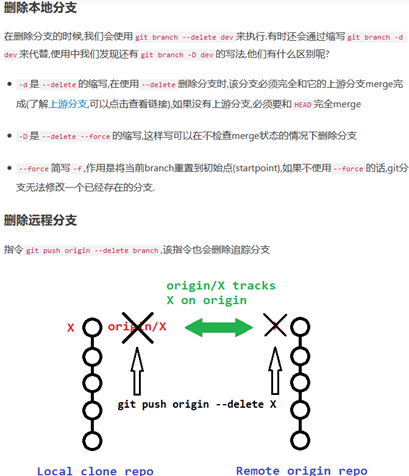 删除本地分支
在删除分支的时候,我们会使用 git branch --delete dev 来执行,有时还会通过缩写 git branch -d
dev 来代替,使用中我们发现还有 git branch -D dev 的写法,他们有什么区别呢?
-d 是 --delete 的缩写,在使用 --delete 删除分支时,该分支必须完全和它的上游分支merge完
成(了解上游分支,可以点击查看链接),如果没有上游分支,必须要和 HEAD 完全merge
-D 是 --delete --force 的缩写,这样写可以在不检查merge状态的情况下删除分支
--force 简写 -f ,作用是将当前branch重置到初始点(startpoint),如果不使用 --force 的话,git分
支无法修改一个已经存在的分支.
删除远程分支
指令 git push origin --delete branch ,该指令也会删除追踪分支
origin/X tracks
X on origin
X origin/X
git push origin --delete X
Local clone repo Remote origin repo